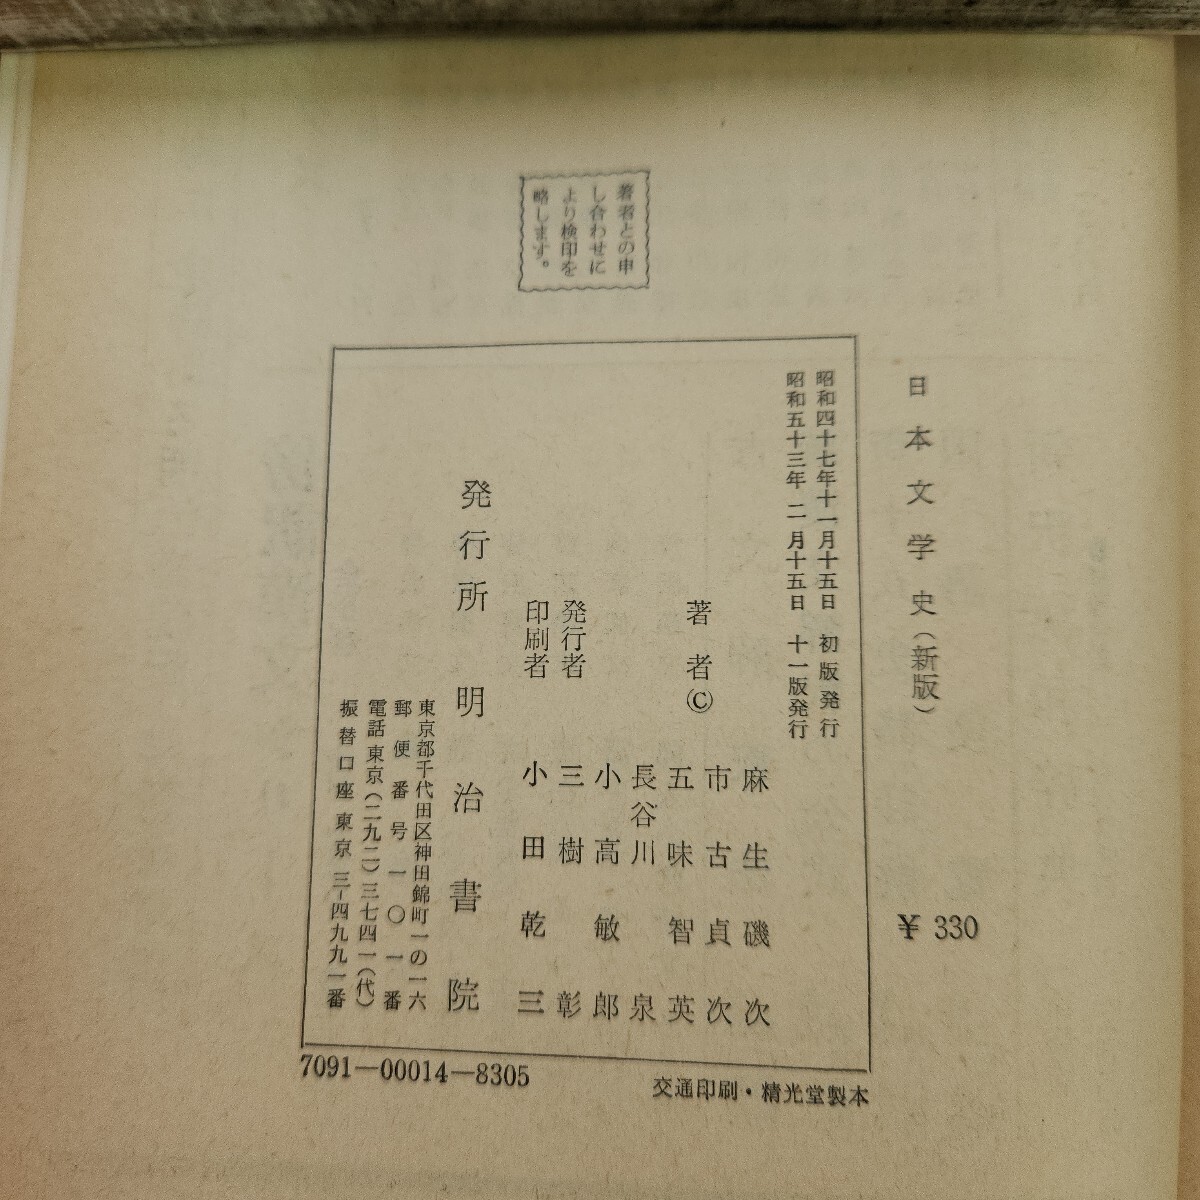 著者との申
し合わせに
より検印を
略します。
日本文学史(新版)
¥330
昭和四十七年十一月十五日 初版発行
昭和五十三年二月十五日 十一版発行
著者©
麻生磯次
市古貞次
五味智英
長谷川泉
小高敏郎
発行者 三樹彰
印刷者 小田乾三
発行所 明治書院
東京都千代田区神田錦町一の一六
郵便番号一〇一番
電話東京(二九二)三七四一(代)
振替口座東京三-四九九一番
7091—00014—8305
交通印刷・精光堂製本